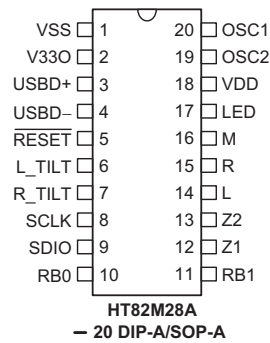 VSS 1 20 OSC1
V33O 2 19 OSC2
USBD+ 3 18 VDD
USBD− 4 17 LED
RESET 5 16 M
L_TILT 6 15 R
R_TILT 7 14 L
SCLK 8 13 Z2
SDIO 9 12 Z1
RB0 10 11 RB1
HT82M28A
− 20 DIP-A/SOP-A